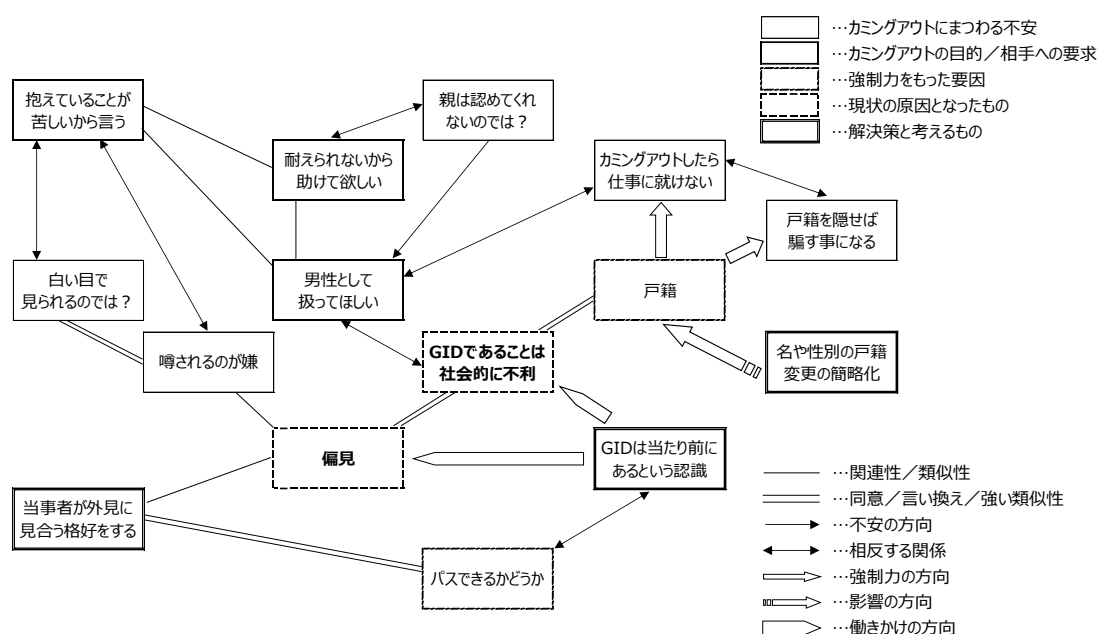 …カミングアウトにまつわる不安
…カミングアウトの目的／相手への要求
…強制力をもった要因
…現状の原因となったもの
…解決策と考えるもの
抱えていることが
苦しいから言う
親は認めてくれ
ないのでは？
耐えられないから
助けて欲しい
カミングアウトしたら
仕事に就けない
戸籍を隠せば
騙す事になる
白い目で
見られるのでは？
男性として
扱ってほしい
戸籍
噂されるのが嫌
GIDであることは
社会的に不利
名や性別の戸籍
変更の簡略化
偏見
GIDは当たり前に
あるという認識
当事者が外見に
見合う格好をする
パスできるかどうか
…関連性／類似性
…同意／言い換え／強い類似性
…不安の方向
…相反する関係
…強制力の方向
…影響の方向
…働きかけの方向